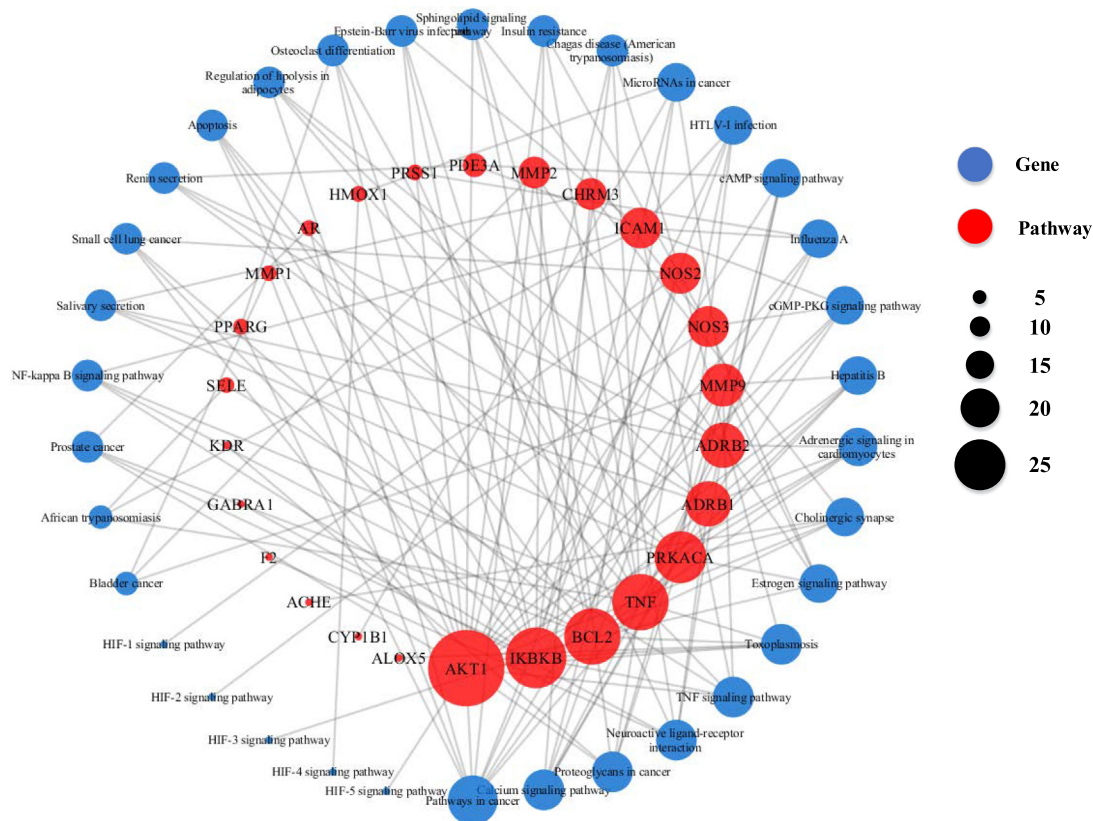 Sphingolipid signaling
pathway
Epstein-Barr virus infection
Insulin resistance
Osteoclast differentiation
Chagas disease (American
trypanosomiasis)
Regulation of lipolysis in
adipocytes
MicroRNAs in cancer
Apoptosis
HTLV-I infection
Renin secretion
cAMP signaling pathway
Small cell lung cancer
Influenza A
Salivary secretion
cGMP-PKG signaling pathway
NF-kappa B signaling pathway
Hepatitis B
Prostate cancer
Adrenergic signaling in
cardiomyocytes
African trypanosomiasis
Cholinergic synapse
Bladder cancer
Estrogen signaling pathway
HIF-1 signaling pathway
Toxoplasmosis
HIF-2 signaling pathway
TNF signaling pathway
HIF-3 signaling pathway
Neuroactive ligand-receptor
interaction
HIF-4 signaling pathway
Proteoglycans in cancer
HIF-5 signaling pathway
Calcium signaling pathway
Pathways in cancer
PRSS1
PDE3A
MMP2
HMOX1
CHRM3
AR
ICAM1
MMP1
NOS2
PPARG
NOS3
SELE
MMP9
KDR
ADRB2
GABRA1
ADRB1
F2
PRKACA
ACHE
TNF
CYP1B1
BCL2
ALOX5
AKT1
IKBKB
Gene
Pathway
5
10
15
20
25